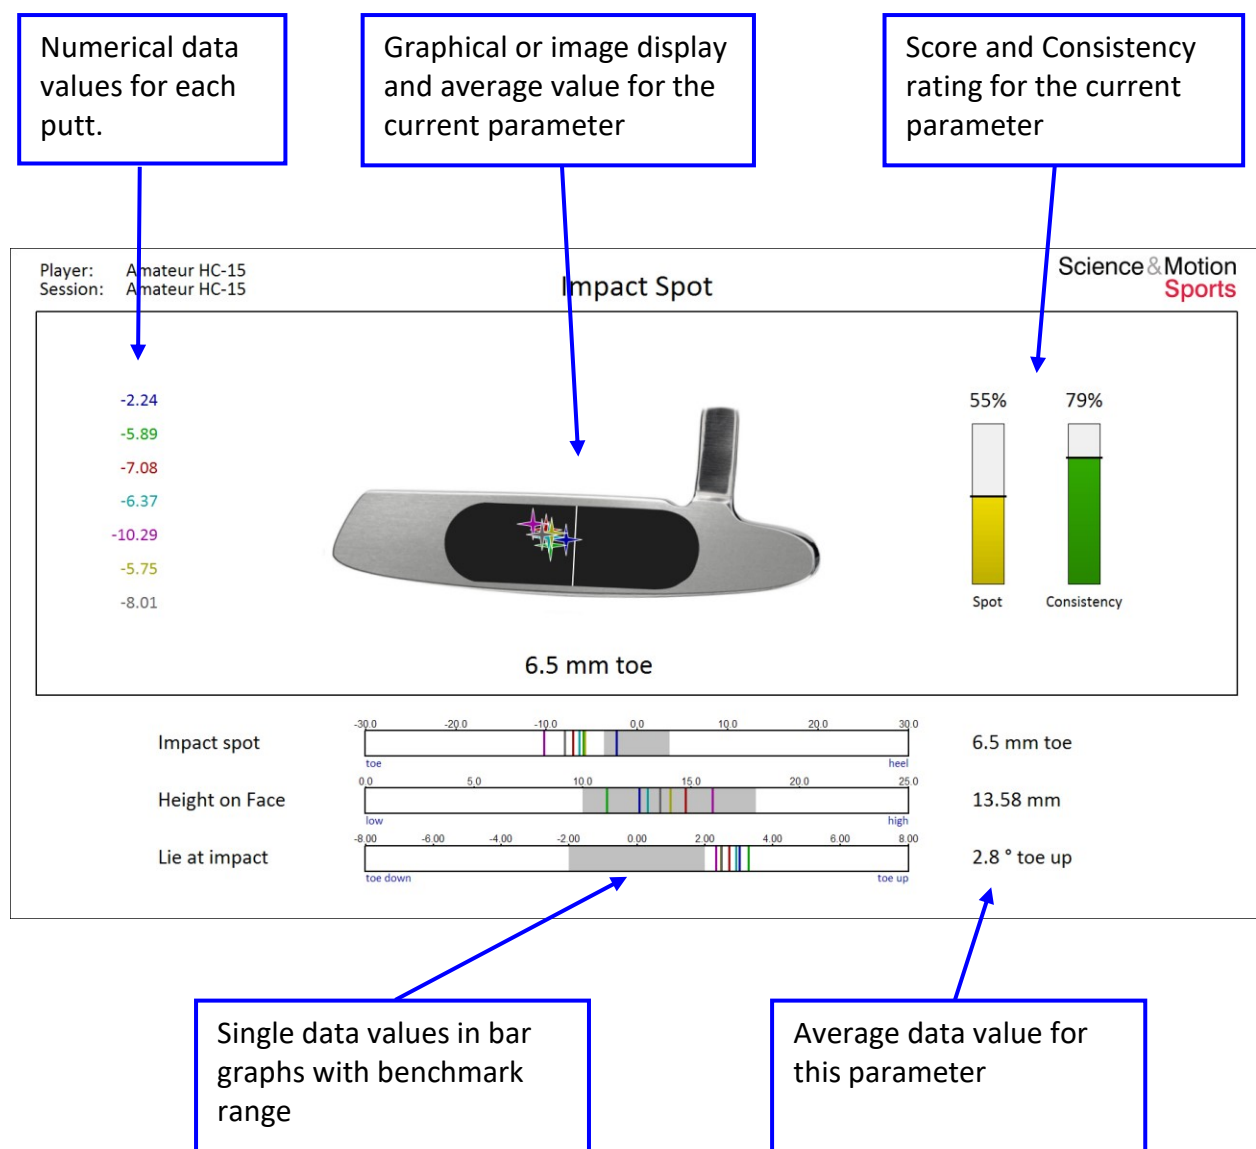 Numerical data
values for each
putt.
Graphical or image display
and average value for the
current parameter
Score and Consistency
rating for the current
parameter
Player: Amateur HC-15
Session: Amateur HC-15
Impact Spot
Science&Motion
Sports
-2.24
-5.89
-7.08
-6.37
-10.29
-5.75
-8.01
55% 79%
Spot Consistency
6.5 mm toe
-30.0 -20.0 -10.0 0.0 10.0 20.0 30.0
Impact spot 6.5 mm toe
toe heel
0.0 5.0 10.0 15.0 20.0 25.0
Height on Face 13.58 mm
low high
-8.00 -6.00 -4.00 -2.00 0.00 2.00 4.00 6.00 8.00
Lie at impact 2.8 ° toe up
toe down toe up
Single data values in bar
graphs with benchmark
range
Average data value for
this parameter